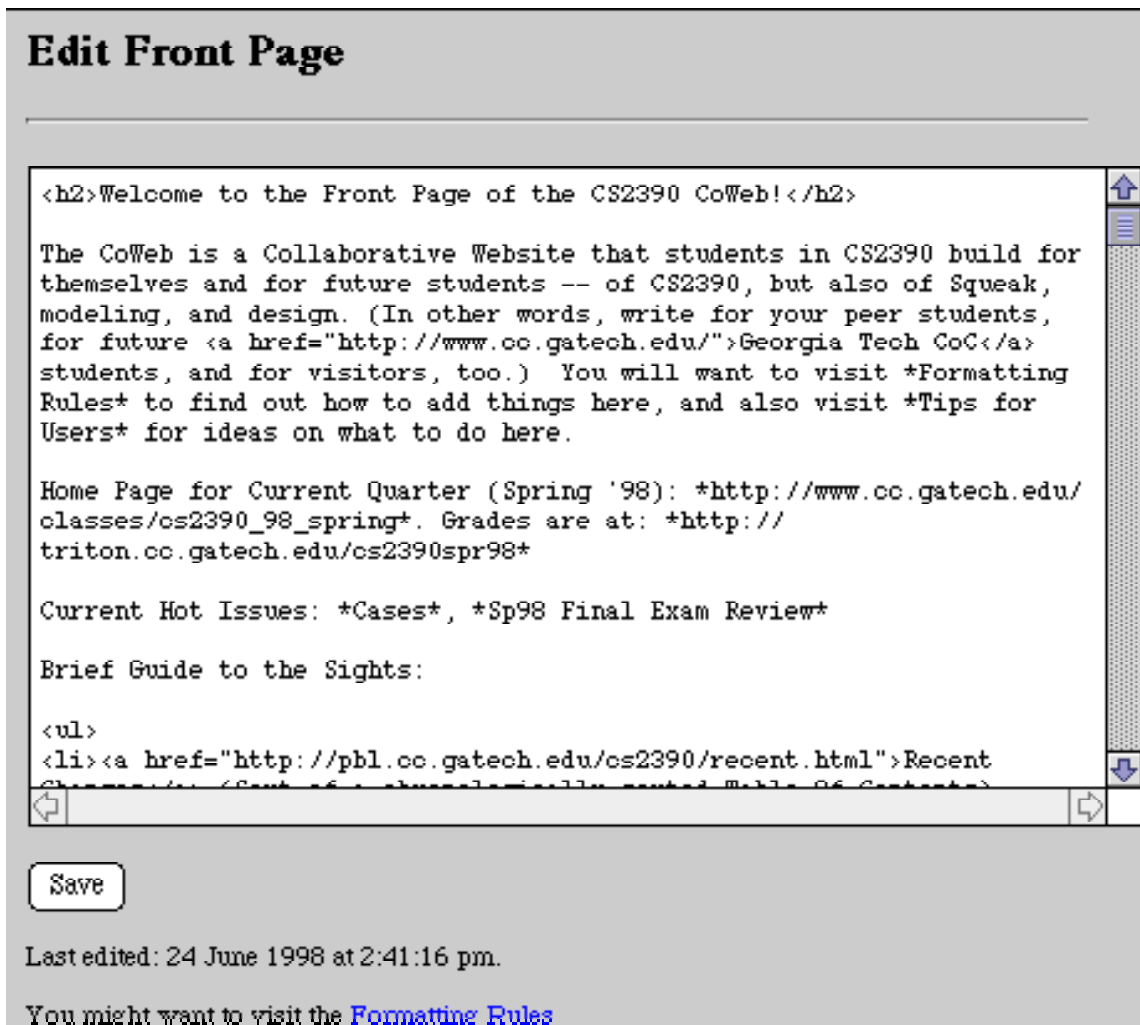 Edit Front Page
<h2>Welcome to the Front Page of the CS2390 CoWeb!</h2>
The CoWeb is a Collaborative Website that students in CS2390 build for
themselves and for future students -- of CS2390, but also of Squeak,
modeling, and design. (In other words, write for your peer students,
for future <a href="http://www.cc.gatech.edu/">Georgia Tech CoC</a>
students, and for visitors, too.)  You will want to visit *Formatting
Rules* to find out how to add things here, and also visit *Tips for
Users* for ideas on what to do here.
Home Page for Current Quarter (Spring '98): *http://www.cc.gatech.edu/
classes/cs2390_98_spring*. Grades are at: *http://
triton.cc.gatech.edu/cs2390spr98*
Current Hot Issues: *Cases*, *Sp98 Final Exam Review*
Brief Guide to the Sights:
<ul>
<li><a href="http://pbl.cc.gatech.edu/cs2390/recent.html">Recent
Changes</a> (Sort of a chronologically sorted Table Of Contents)
Save
Last edited: 24 June 1998 at 2:41:16 pm.
You might want to visit the Formatting Rules